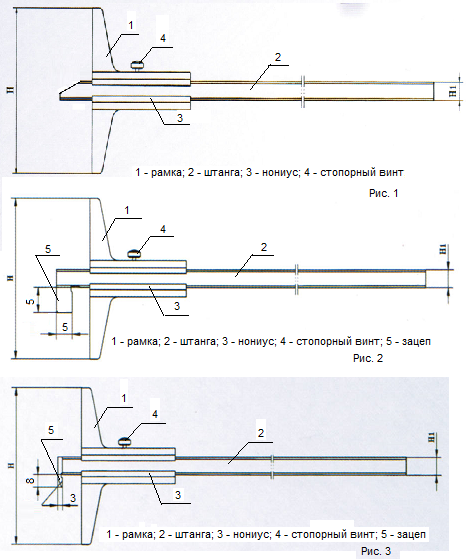 1
4
2
H
H1
3
1 - рамка; 2 - штанга; 3 - нониус; 4 - стопорный винт
Рис. 1
1
4
2
5
H
H1
5
5
3
1 - рамка; 2 - штанга; 3 - нониус; 4 - стопорный винт; 5 - зацеп
Рис. 2
1
4
2
5
H
H1
8
3
3
1 - рамка; 2 - штанга; 3 - нониус; 4 - стопорный винт; 5 - зацеп
Рис. 3